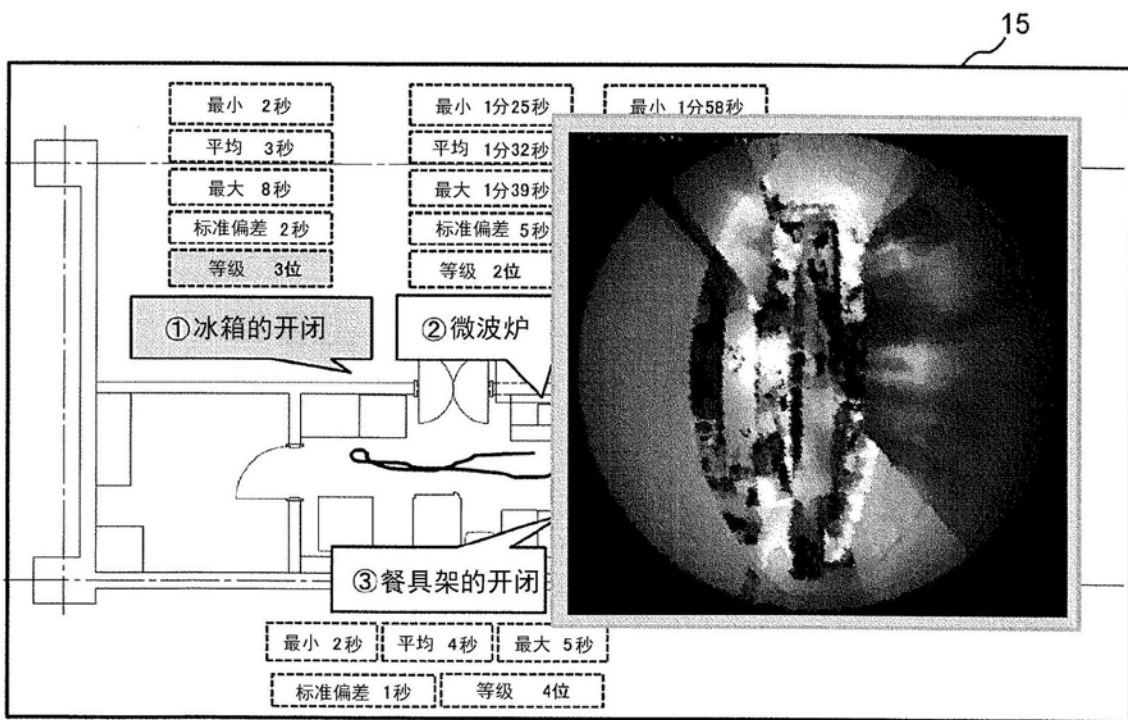 15
最小 2秒
最小 1分25秒
最小 1分58秒
平均 3秒
平均 1分32秒
最大 8秒
最大 1分39秒
标准偏差 2秒
标准偏差 5秒
等级 3位
等级 2位
①冰箱的开闭
②微波炉
③餐具架的开闭
最小 2秒
平均 4秒
最大 5秒
标准偏差 1秒
等级 4位